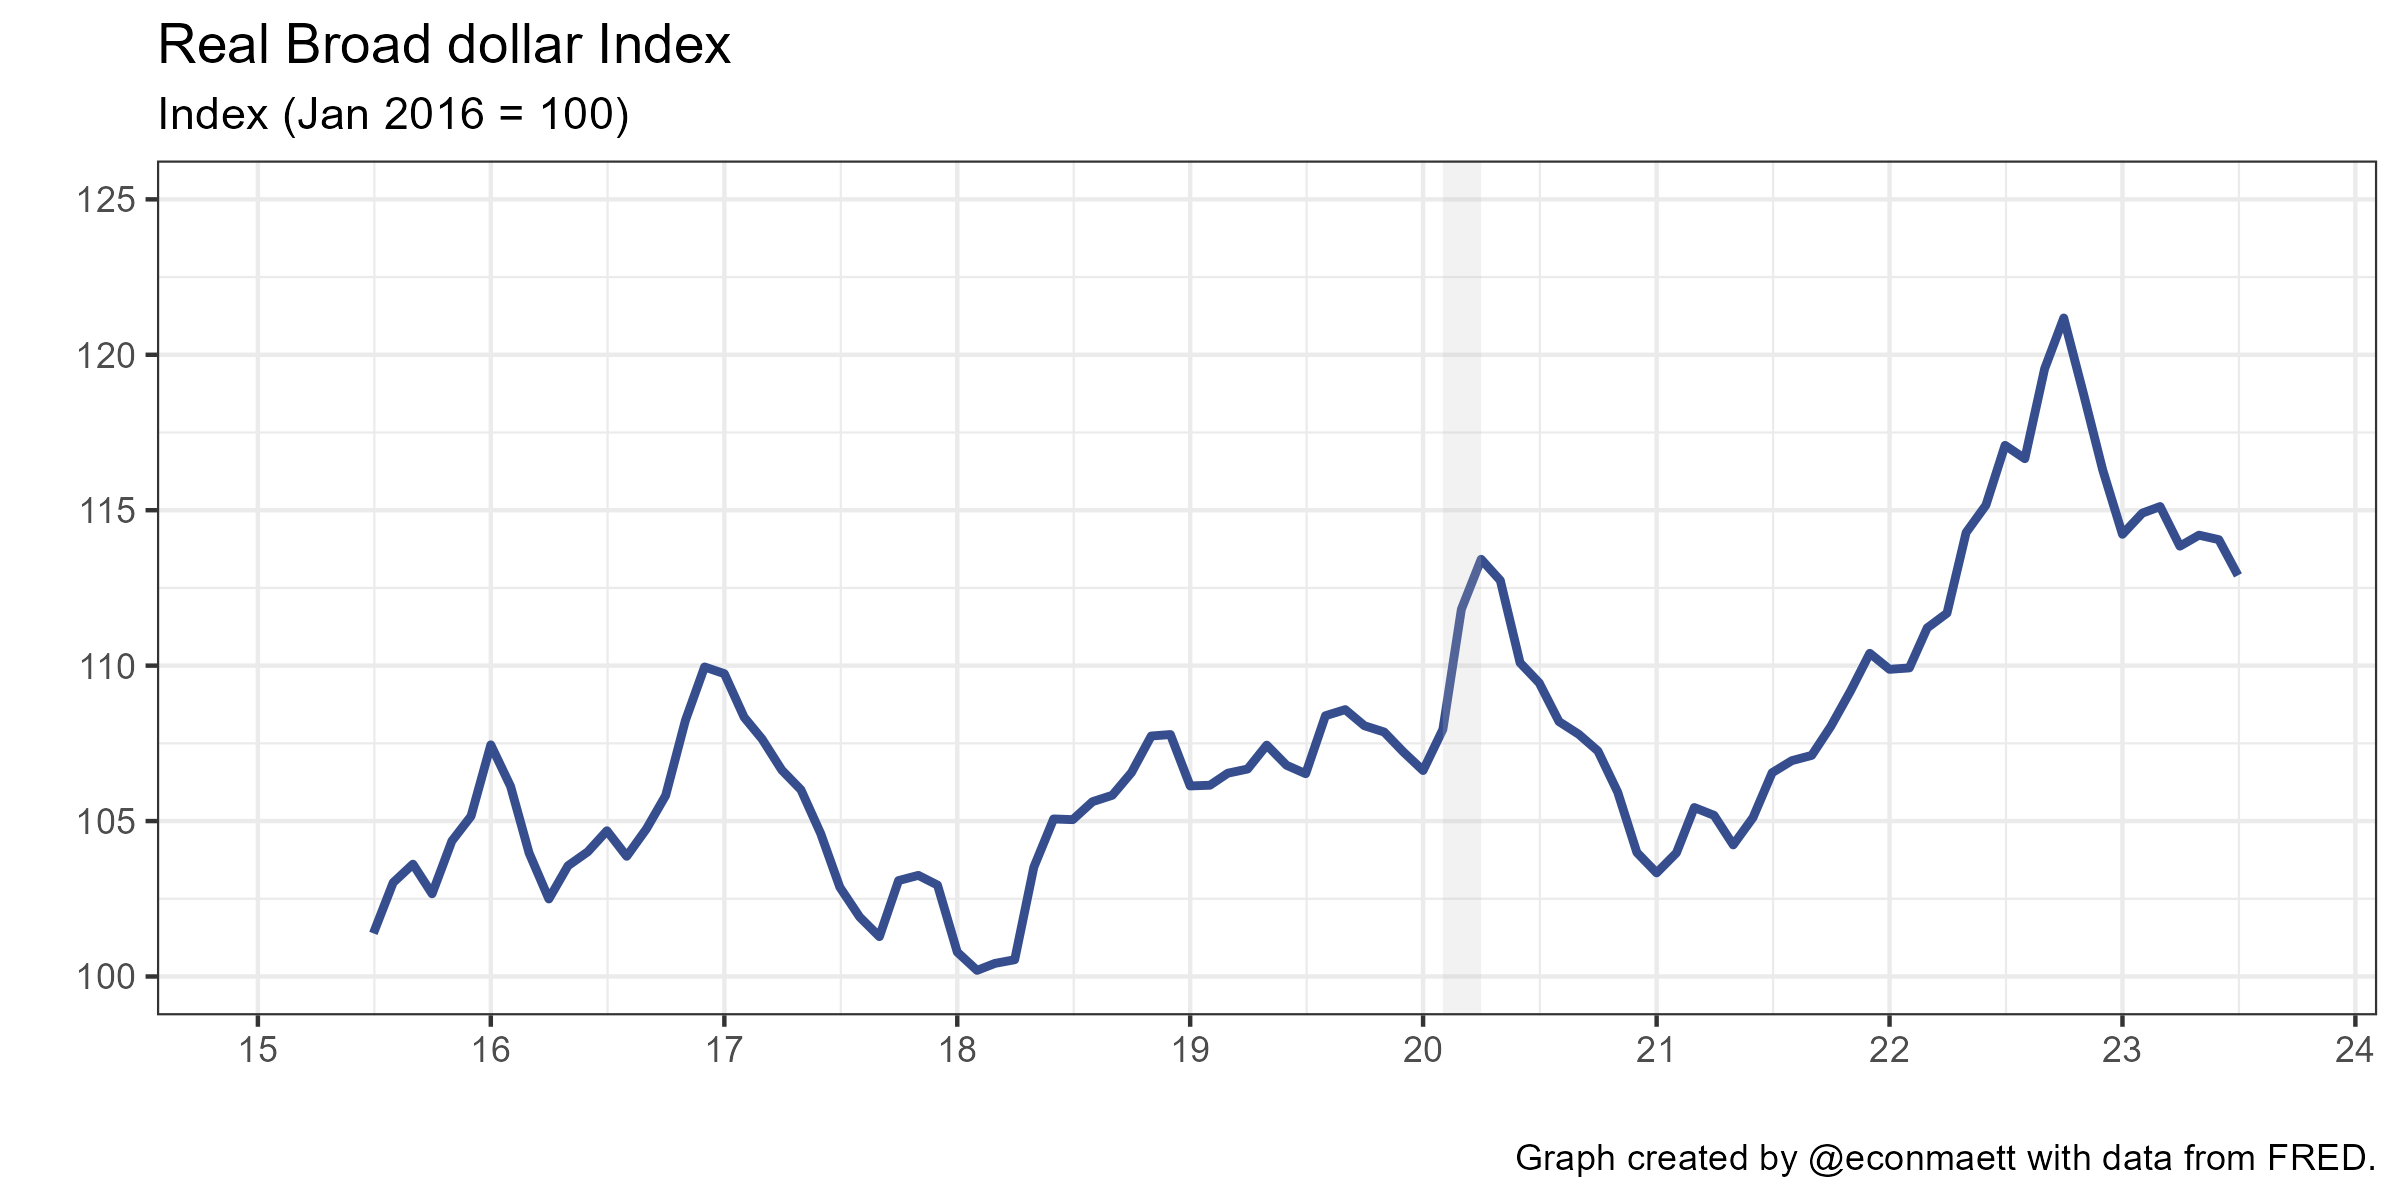 Real Broad dollar Index
Index (Jan 2016 = 100)
125
120
115
110
105
100
15 16 17 18 19 20 21 22 23 24
Graph created by @econmaett with data from FRED.